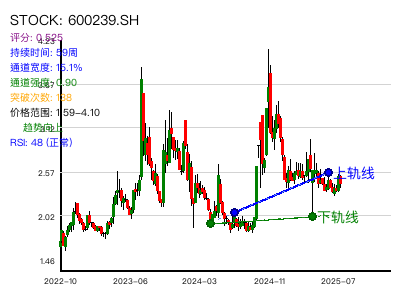 STOCK: 600239.SH
评分: 0.525
4.23
持续时间: 59周
通道宽度: 15.1%
通道强度: 0.90
突破次数: 138
价格范围: 1.59-4.10
趋势向上
RSI: 48 (正常)
2.57
上轨线
2.02
下轨线
1.46
2022-10
2023-06
2024-03
2024-11
2025-07